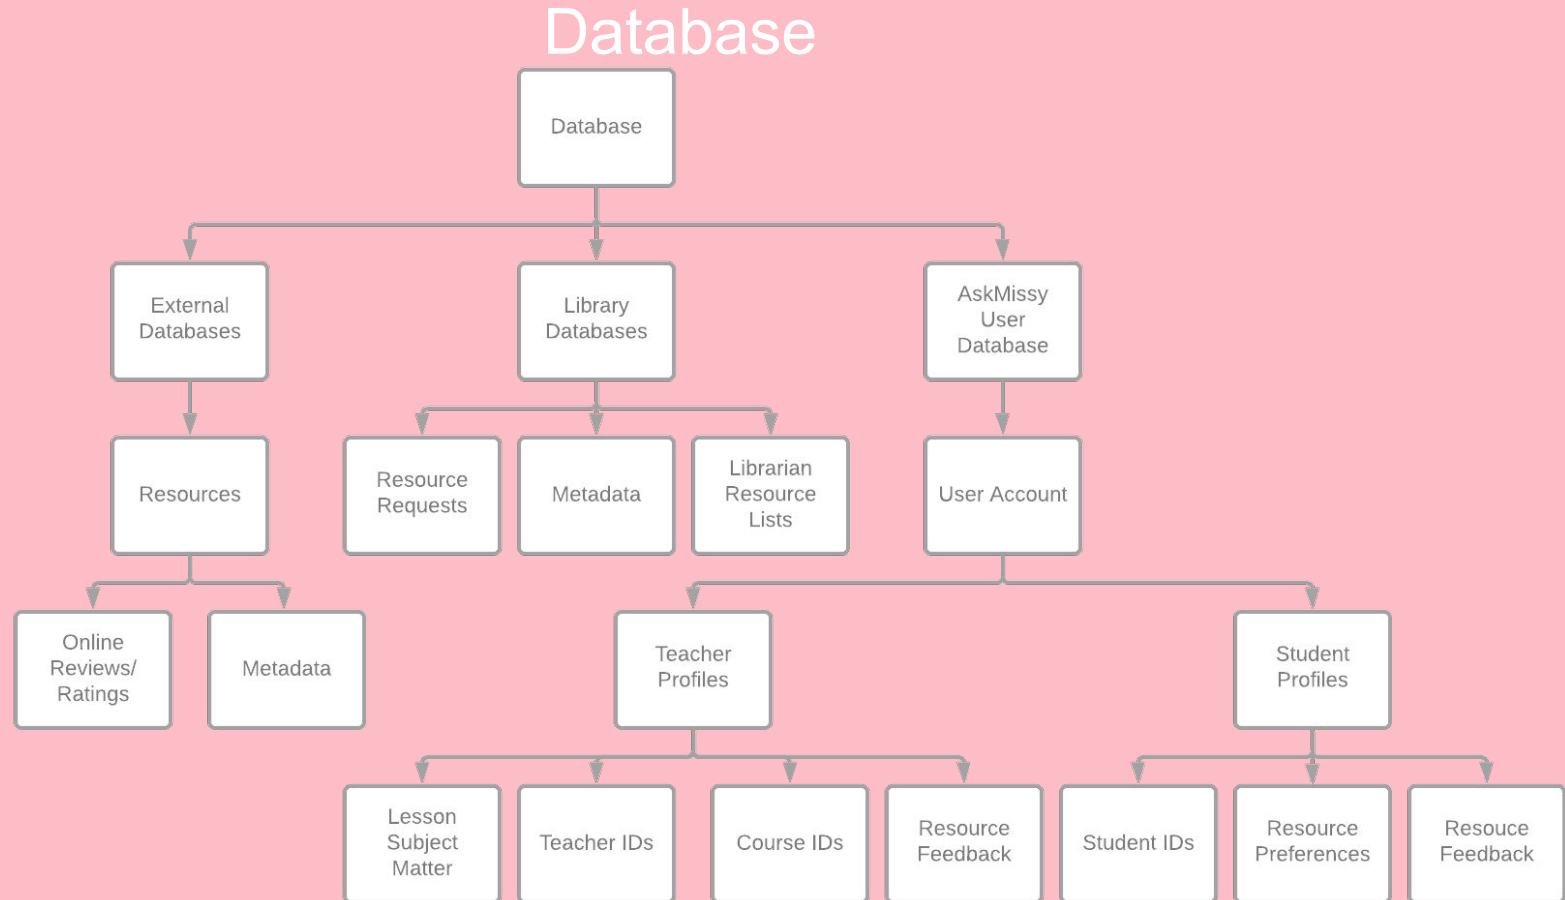 Database
Database
External
Databases
Library
Databases
AskMissy
User
Database
Resources
Resource
Requests
Metadata
Librarian
Resource
Lists
User Account
Online
Reviews/
Ratings
Metadata
Teacher
Profiles
Student
Profiles
Lesson
Subject
Matter
Teacher IDs
Course IDs
Resource
Feedback
Student IDs
Resource
Preferences
Resouce
Feedback